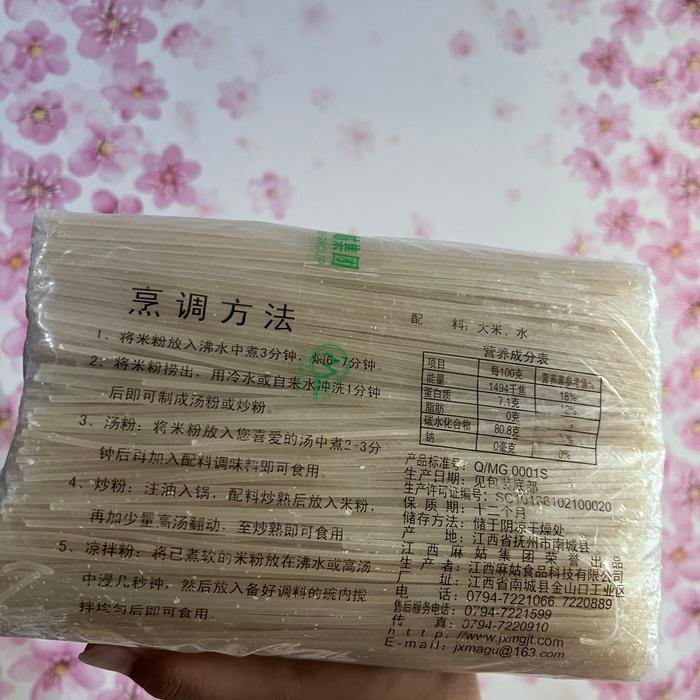 集团
烹调方法
1、将米粉放入沸水中煮3分钟，焖6-7分钟。
2、将米粉捞出，用冷水或自来水冲洗1分钟
后即可制成汤粉或炒粉。
3、汤粉：将米粉放入您喜爱的汤中煮2-3分
钟后再加入配料调味料即可食用。
4、炒粉：注油入锅，配料炒熟后放入米粉，
再加少量高汤翻动，至炒熟即可食用。
5、凉拌粉：将已煮软的米粉放在沸水或高汤
中浸几秒钟，然后放入备好调料的碗内搅
拌均匀后即可食用。
配 料：大米、水
营养成分表
项目 每100克 营养素参考值%
能量 1494千焦 18%
蛋白质 7.1克 12%
脂肪 0克
碳水化合物 80.8克
钠 0毫克 0%
产品标准号：Q/MG 0001S
生产日期：见包装底部
生产许可证编号：
保质期：十二个月
储存方法：储于阴凉干燥处
产 地：江西省抚州市南城县
江西麻姑集团荣誉出品
生产者：江西麻姑食品科技有限公司
厂 址：江西省南城县金山口工业区
电 话：0794-7221066 7220889
售后服务电话：0794-7221599
传 真：0794-7220910
http://www.jxmgjt.com
E-mail：jxmagu@163.com